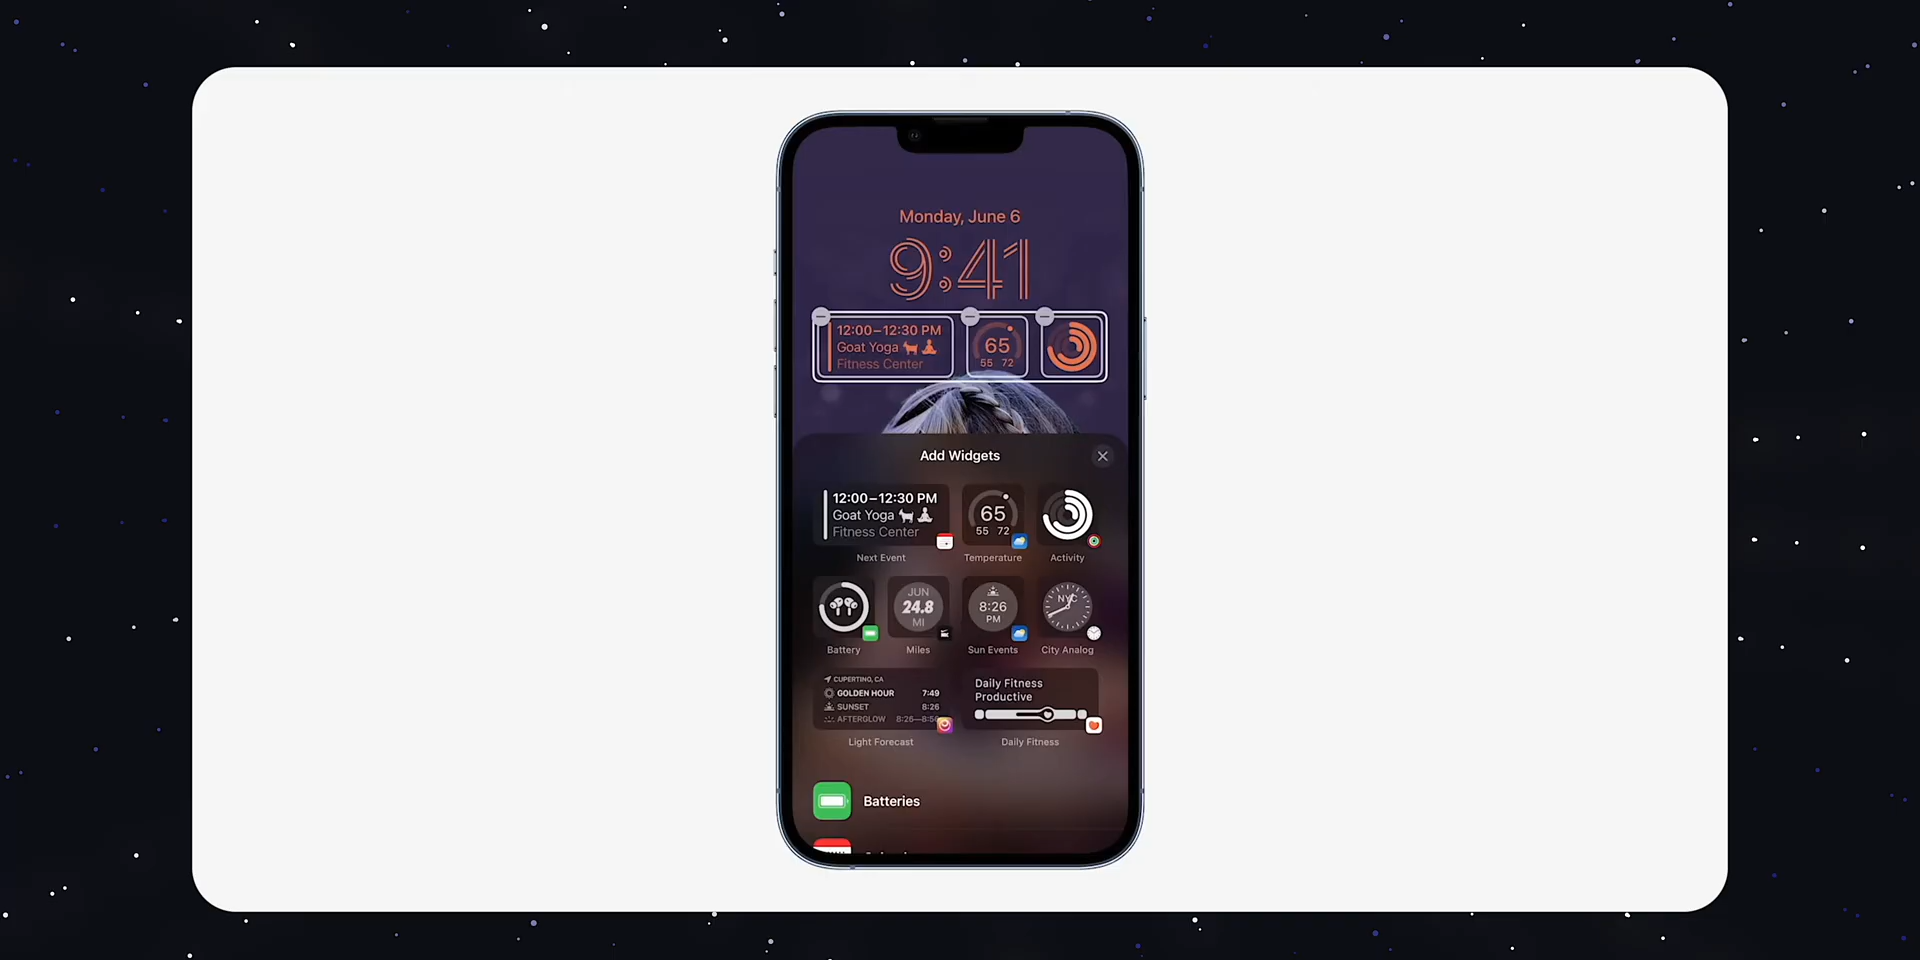 Monday, June 6
9:41
12:00–12:30 PM
Goat Yoga
Fitness Center
65
55 72
Add Widgets
12:00–12:30 PM
Goat Yoga
Fitness Center
Next Event
65
55 72
Temperature
Activity
Battery
JUN
24.8
MI
Miles
8:26
PM
Sun Events
NYC
City Analog
CUPERTINO, CA
GOLDEN HOUR 7:49
SUNSET 8:26
AFTERGLOW
Light Forecast
Daily Fitness
Productive
Daily Fitness
Batteries